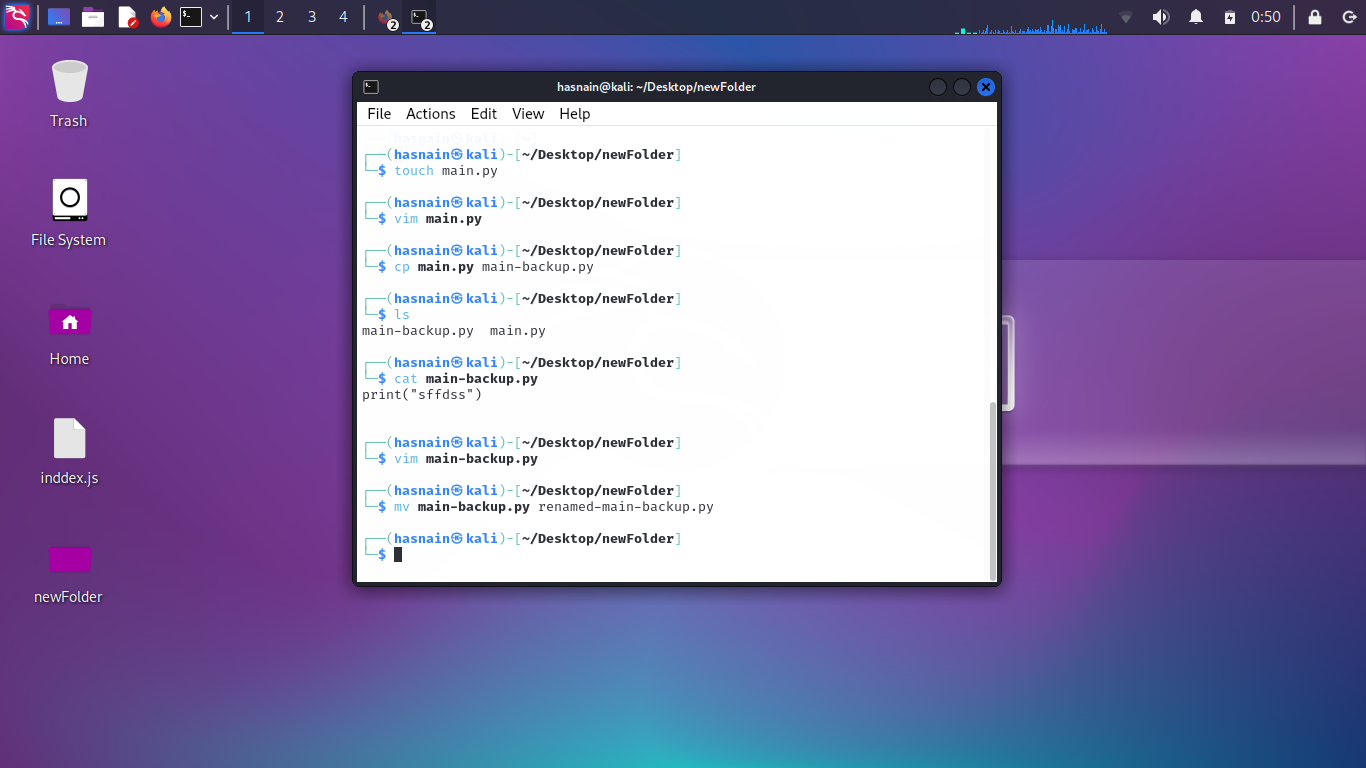 1 2 3 4 2 2 0:50
Trash
File System
Home
inddex.js
newFolder
hasnain@kali: ~/Desktop/newFolder
File Actions Edit View Help
┌──(hasnain㉿kali)-[~/Desktop/newFolder]
└─$ touch main.py
┌──(hasnain㉿kali)-[~/Desktop/newFolder]
└─$ vim main.py
┌──(hasnain㉿kali)-[~/Desktop/newFolder]
└─$ cp main.py main-backup.py
┌──(hasnain㉿kali)-[~/Desktop/newFolder]
└─$ ls
main-backup.py  main.py
┌──(hasnain㉿kali)-[~/Desktop/newFolder]
└─$ cat main-backup.py
print("sffdss")
┌──(hasnain㉿kali)-[~/Desktop/newFolder]
└─$ vim main-backup.py
┌──(hasnain㉿kali)-[~/Desktop/newFolder]
└─$ mv main-backup.py renamed-main-backup.py
┌──(hasnain㉿kali)-[~/Desktop/newFolder]
└─$